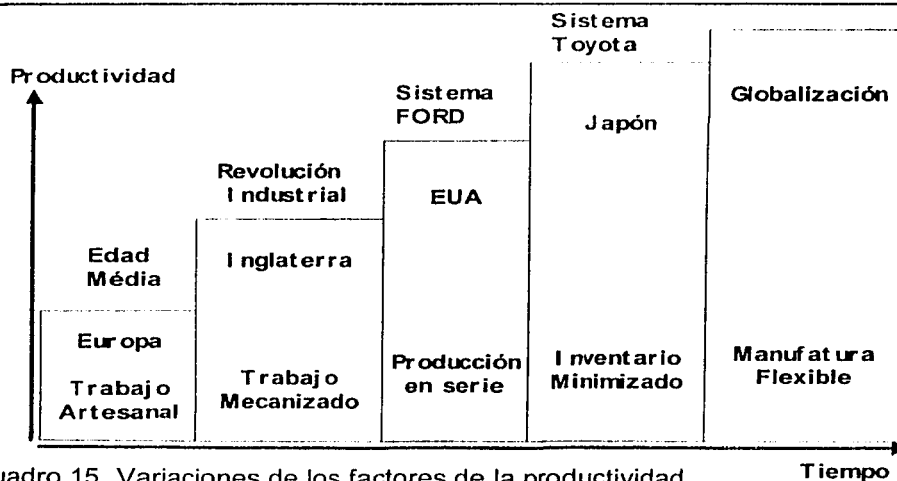 Productividad
Edad
Média
Europa
Trabajo
Artesanal
Revolución
Industrial
Inglaterra
Trabajo
Mecanizado
Sistema
FORD
EUA
Producción
en serie
Sistema
Toyota
Japón
Inventario
Minimizado
Globalización
Manufatura
Flexible
Tiempo
uadro 15. Variaciones de los factores de la productividad